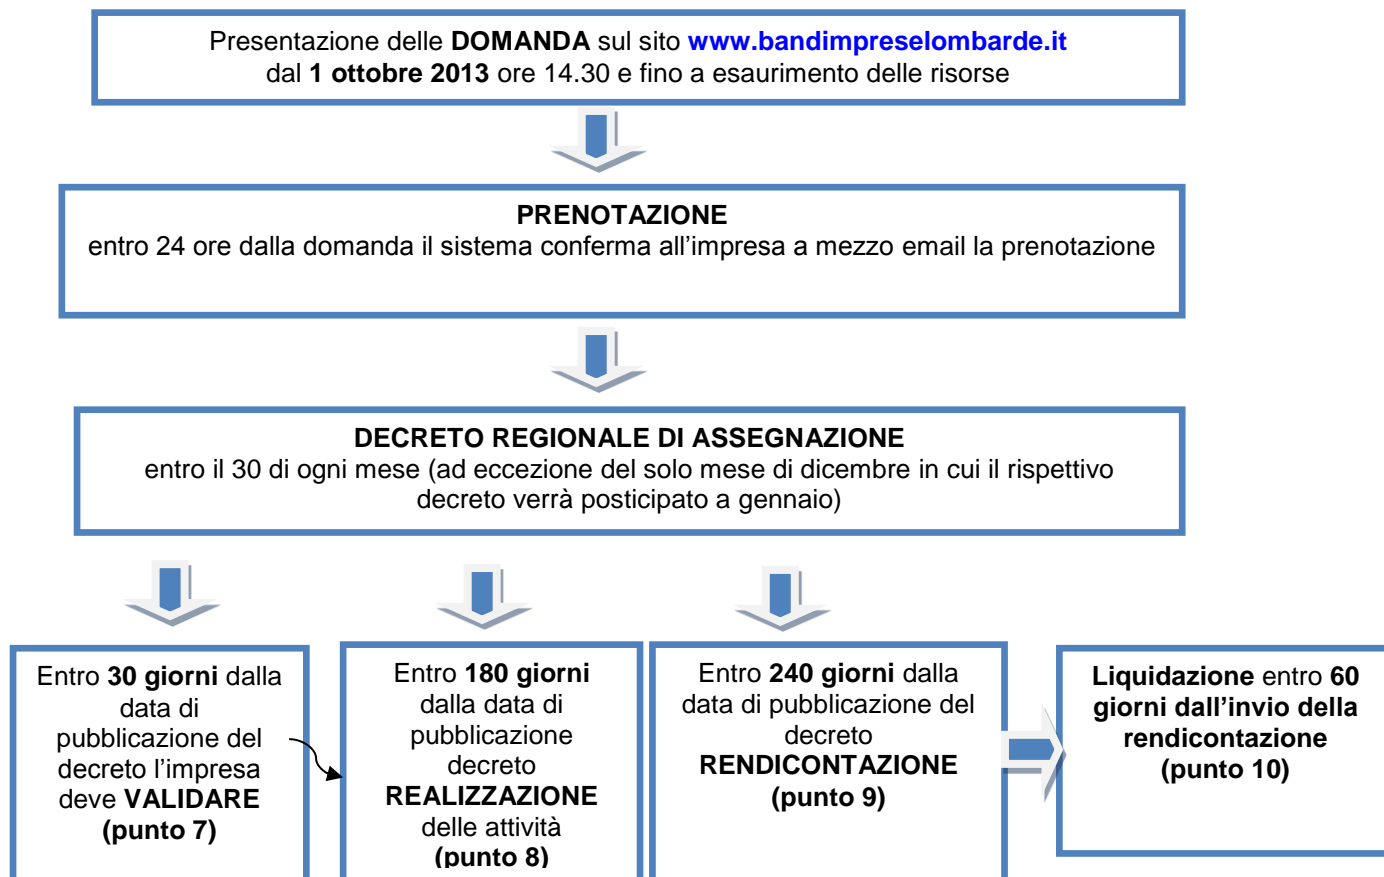 Presentazione delle DOMANDA sul sito www.bandimpreselombarde.it
dal 1 ottobre 2013 ore 14.30 e fino a esaurimento delle risorse
PRENOTAZIONE
entro 24 ore dalla domanda il sistema conferma all'impresa a mezzo email la prenotazione
DECRETO REGIONALE DI ASSEGNAZIONE
entro il 30 di ogni mese (ad eccezione del solo mese di dicembre in cui il rispettivo
decreto verrà posticipato a gennaio)
Entro 30 giorni dalla
data di
pubblicazione del
decreto l'impresa
deve VALIDARE
(punto 7)
Entro 180 giorni
dalla data di
pubblicazione
decreto
REALIZZAZIONE
delle attività
(punto 8)
Entro 240 giorni dalla
data di pubblicazione del
decreto
RENDICONTAZIONE
(punto 9)
Liquidazione entro 60
giorni dall'invio della
rendicontazione
(punto 10)